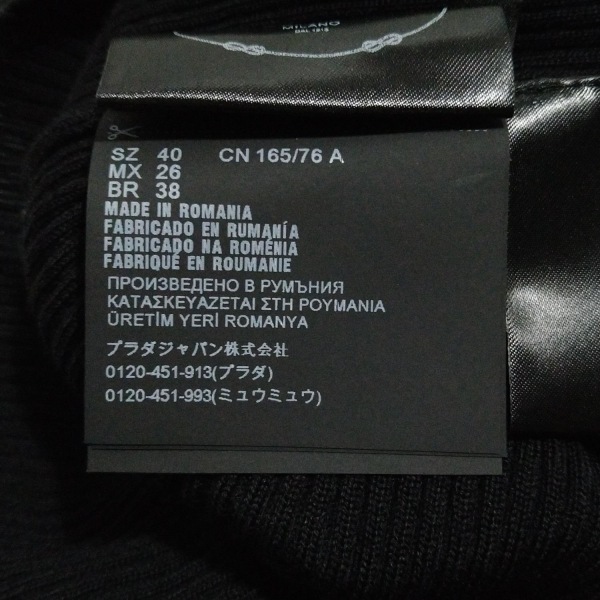 MILANO
DAL 1913
SZ 40 CN 165/76 A
MX 26
BR 38
MADE IN ROMANIA
FABRICADO EN RUMANÍA
FABRICADO NA ROMÉNIA
FABRIQUÉ EN ROUMANIE
ПРОИЗВЕДЕНО В РУМЪНИЯ
ΚΑΤΑΣΚΕΥΑΖΕΤΑΙ ΣΤΗ ΡΟΥΜΑΝΙΑ
ÜRETİM YERİ ROMANYA
プラダジャパン株式会社
0120-451-913(プラダ)
0120-451-993(ミュウミュウ)